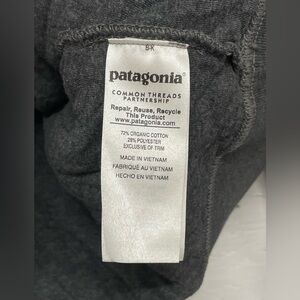 patagonia®
COMMON THREADS
PARTNERSHIP
Repair, Reuse, Recycle
This Product
www.patagonia.com
72% ORGANIC COTTON
28% POLYESTER
EXCLUSIVE OF TRIM
MADE IN VIETNAM
FABRIQUÉ AU VIETNAM
HECHO EN VIETNAM